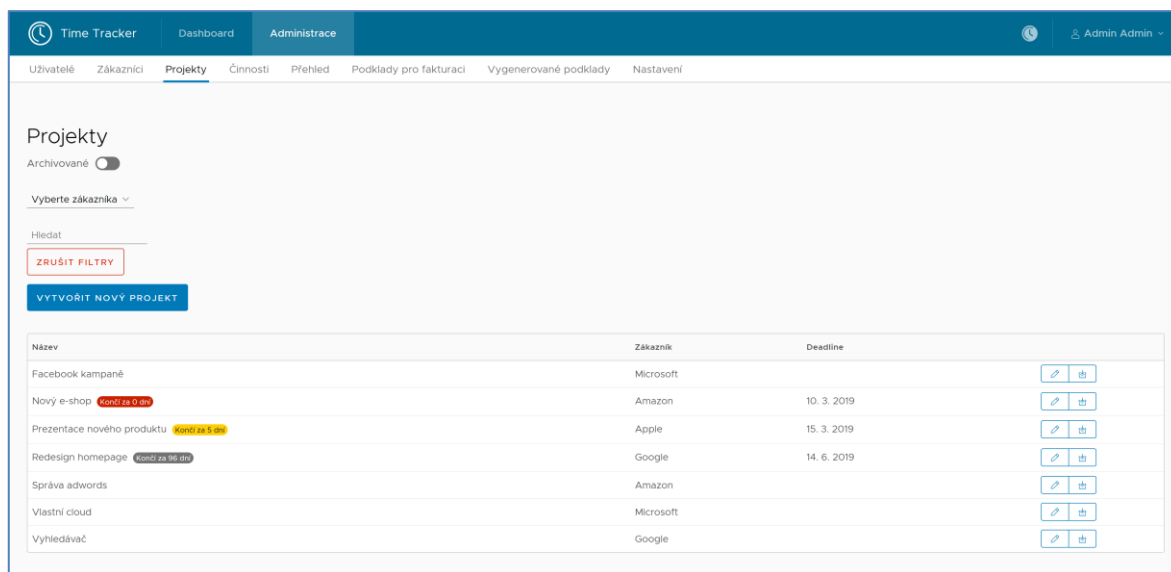 Time Tracker Dashboard Administrace Admin Admin
Uživatelé Zákazníci Projekty Činnosti Přehled Podklady pro fakturaci Vygenerované podklady Nastavení
Projekty
Archivované
Vyberte zákazníka
Hledat
ZRUŠIT FILTRY
VYTVOŘIT NOVÝ PROJEKT
Název Zákazník Deadline
Facebook kampaně Microsoft
Nový e-shop Končí za 0 dní Amazon 10. 3. 2019
Prezentace nového produktu Končí za 5 dní Apple 15. 3. 2019
Redesign homepage Končí za 96 dní Google 14. 6. 2019
Správa adwords Amazon
Vlastní cloud Microsoft
Vyhledávač Google